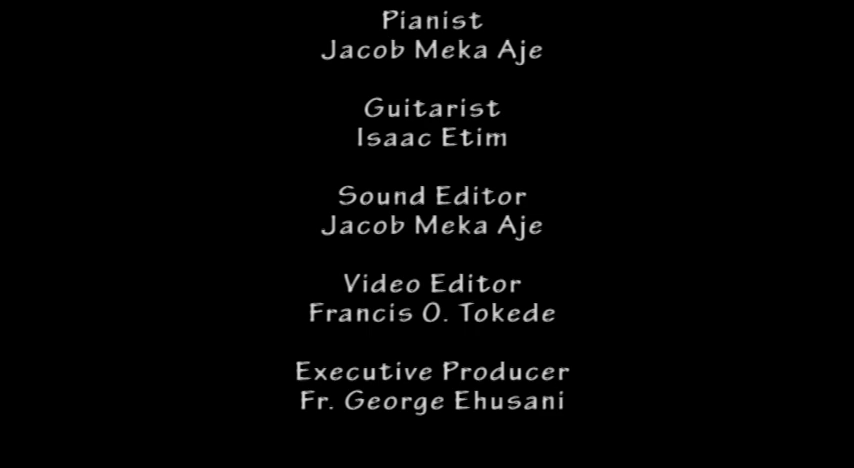 Pianist
Jacob Meka Aje
Guitarist
Isaac Etim
Sound Editor
Jacob Meka Aje
Video Editor
Francis O. Tokede
Executive Producer
Fr. George Ehusani